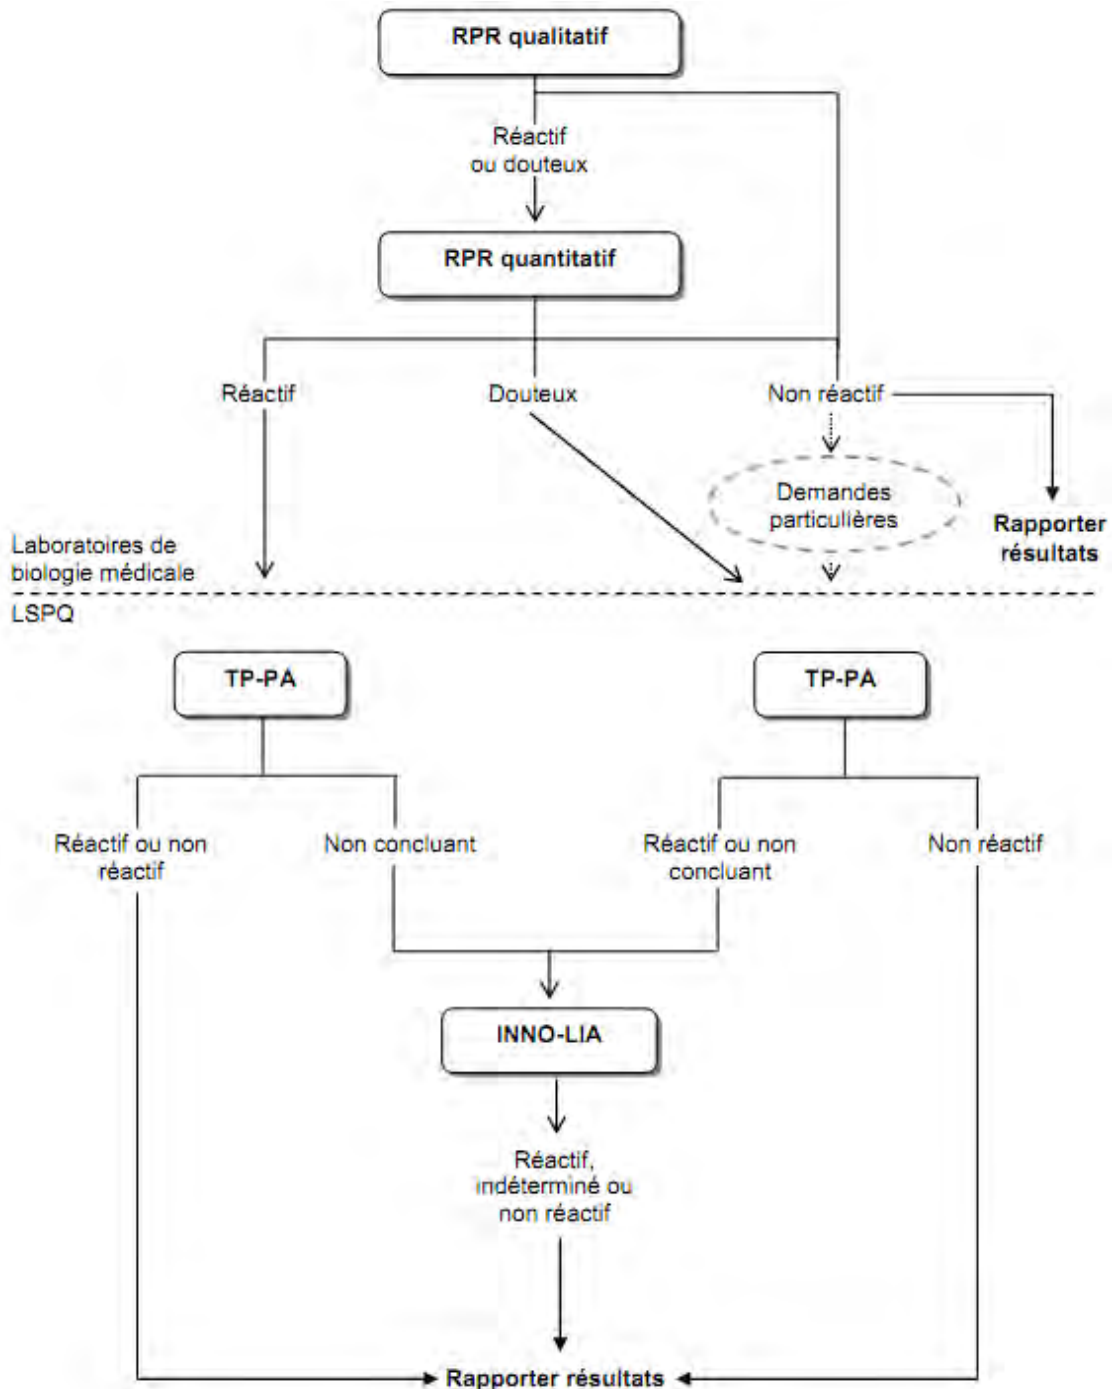 RPR qualitatif
Réactif
ou douteux
RPR quantitatif
Réactif
Douteux
Non réactif
Demandes
particulières
Rapporter
résultats
Laboratoires de
biologie médicale
LSPQ
TP-PA
TP-PA
Réactif ou non
réactif
Non concluant
Réactif ou non
concluant
Non réactif
INNO-LIA
Réactif,
indéterminé ou
non réactif
Rapporter résultats